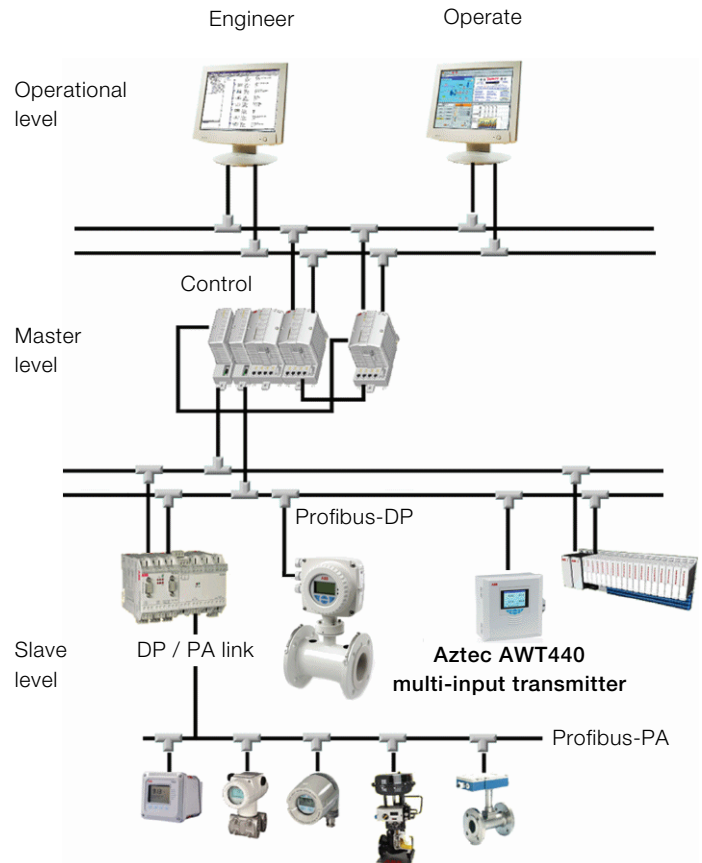 Engineer
Operate
Operational
level
Control
Master
level
Profibus-DP
Slave
level
DP / PA link
Aztec AWT440
multi-input transmitter
Profibus-PA